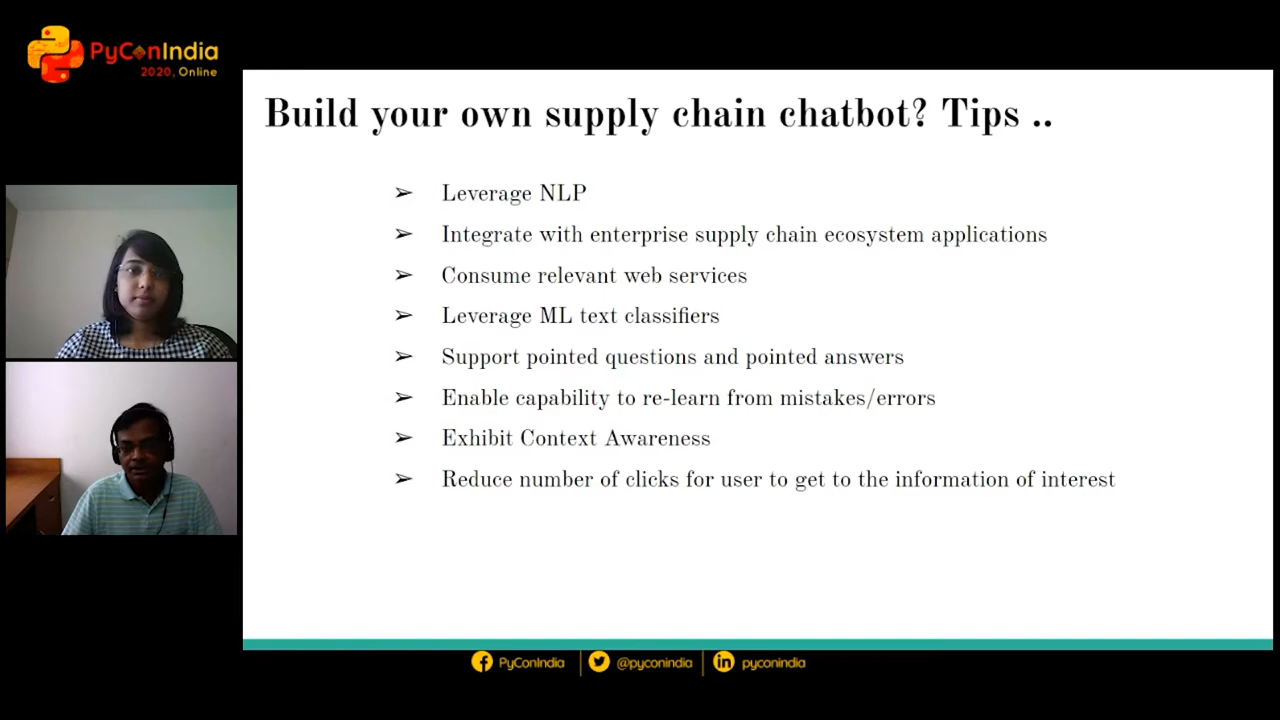 PyConIndia
2020, Online
Build your own supply chain chatbot? Tips ..
➢ Leverage NLP
➢ Integrate with enterprise supply chain ecosystem applications
➢ Consume relevant web services
➢ Leverage ML text classifiers
➢ Support pointed questions and pointed answers
➢ Enable capability to re-learn from mistakes/errors
➢ Exhibit Context Awareness
➢ Reduce number of clicks for user to get to the information of interest
PyConIndia @pyconindia pyconindia